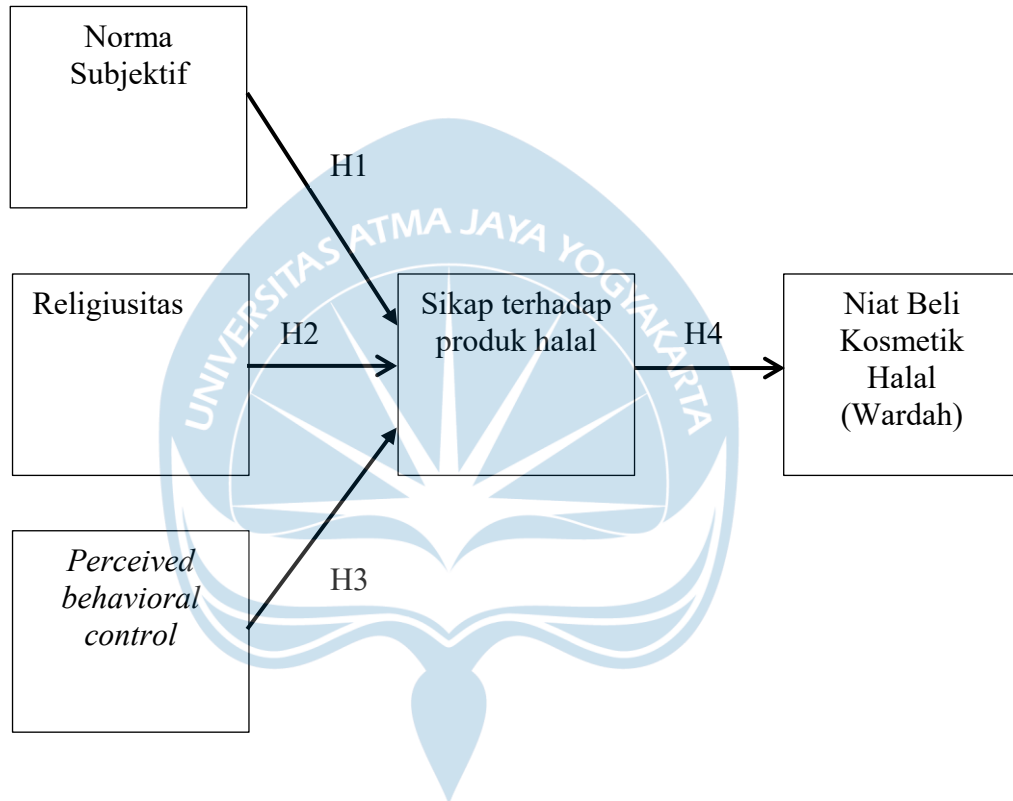 Norma
Subjektif
H1
UNIVERSITAS ATMA JAYA YOGYAKARTA
Religiusitas
H2
Sikap terhadap
produk halal
H4
Niat Beli
Kosmetik
Halal
(Wardah)
Perceived
behavioral
control
H3